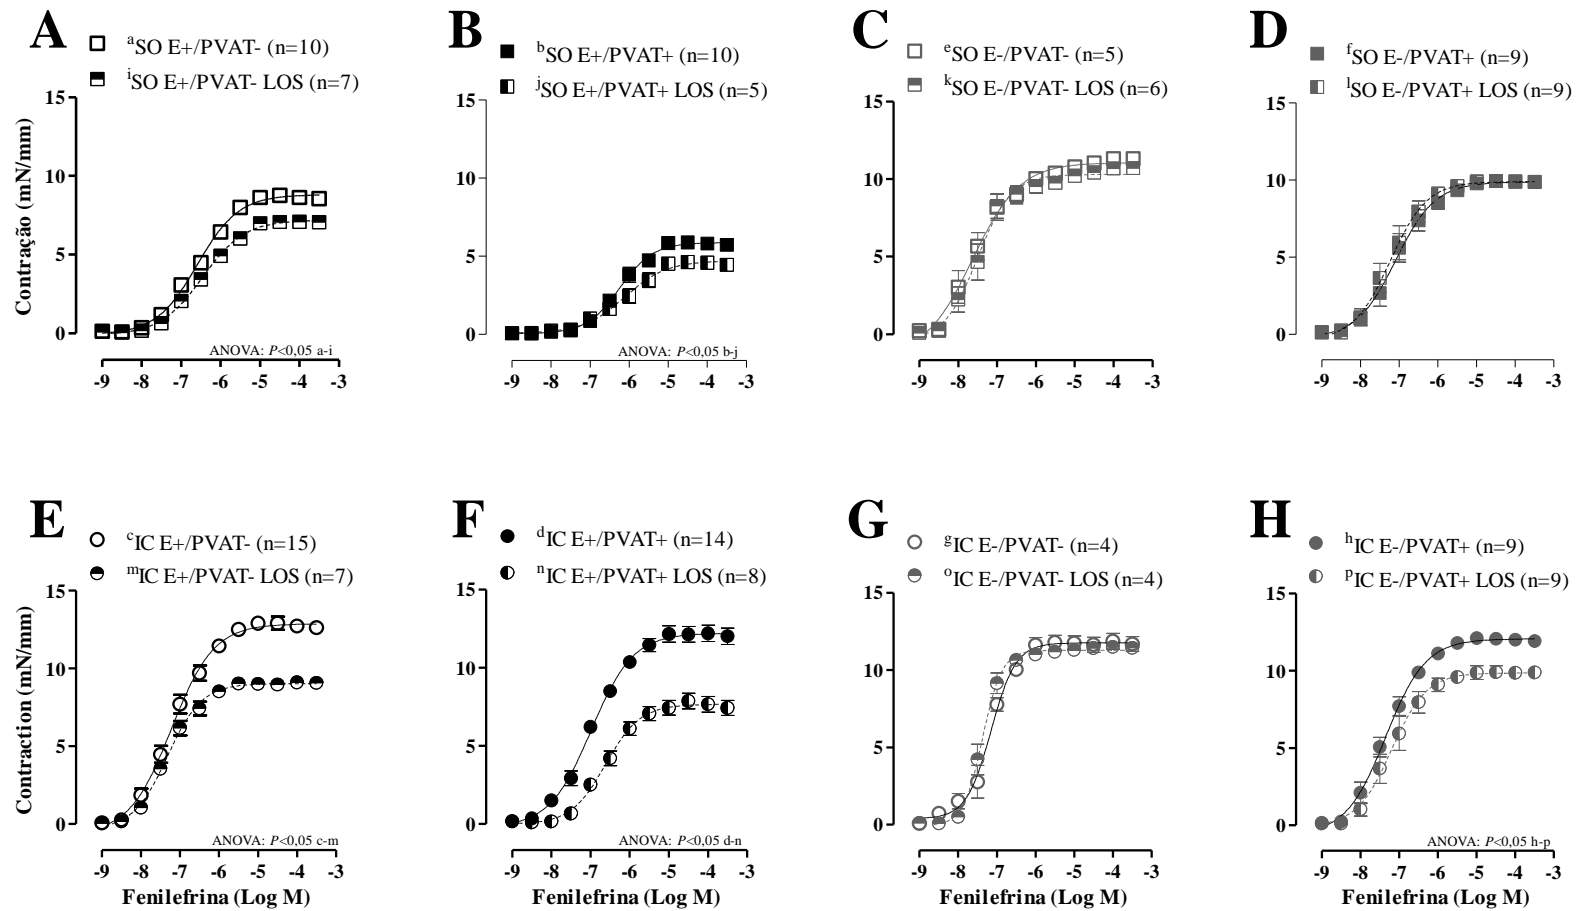 A
ᵃSO E+/PVAT- (n=10)
ⁱSO E+/PVAT- LOS (n=7)
15
10
5
0
Contração (mN/mm)
ANOVA: P<0,05 a-i
-9 -8 -7 -6 -5 -4 -3
B
ᵇSO E+/PVAT+ (n=10)
ʲSO E+/PVAT+ LOS (n=5)
15
10
5
0
ANOVA: P<0,05 b-j
-9 -8 -7 -6 -5 -4 -3
C
ᵉSO E-/PVAT- (n=5)
ᵏSO E-/PVAT- LOS (n=6)
15
10
5
0
-9 -8 -7 -6 -5 -4 -3
D
ᶠSO E-/PVAT+ (n=9)
ˡSO E-/PVAT+ LOS (n=9)
15
10
5
0
-9 -8 -7 -6 -5 -4 -3
E
ᶜIC E+/PVAT- (n=15)
ᵐIC E+/PVAT- LOS (n=7)
15
10
5
0
Contraction (mN/mm)
ANOVA: P<0,05 c-m
-9 -8 -7 -6 -5 -4 -3
Fenilefrina (Log M)
F
ᵈIC E+/PVAT+ (n=14)
ⁿIC E+/PVAT+ LOS (n=8)
15
10
5
0
ANOVA: P<0,05 d-n
-9 -8 -7 -6 -5 -4 -3
Fenilefrina (Log M)
G
ᵍIC E-/PVAT- (n=4)
ᵒIC E-/PVAT- LOS (n=4)
15
10
5
0
-9 -8 -7 -6 -5 -4 -3
Fenilefrina (Log M)
H
ʰIC E-/PVAT+ (n=9)
ᵖIC E-/PVAT+ LOS (n=9)
15
10
5
0
ANOVA: P<0,05 h-p
-9 -8 -7 -6 -5 -4 -3
Fenilefrina (Log M)